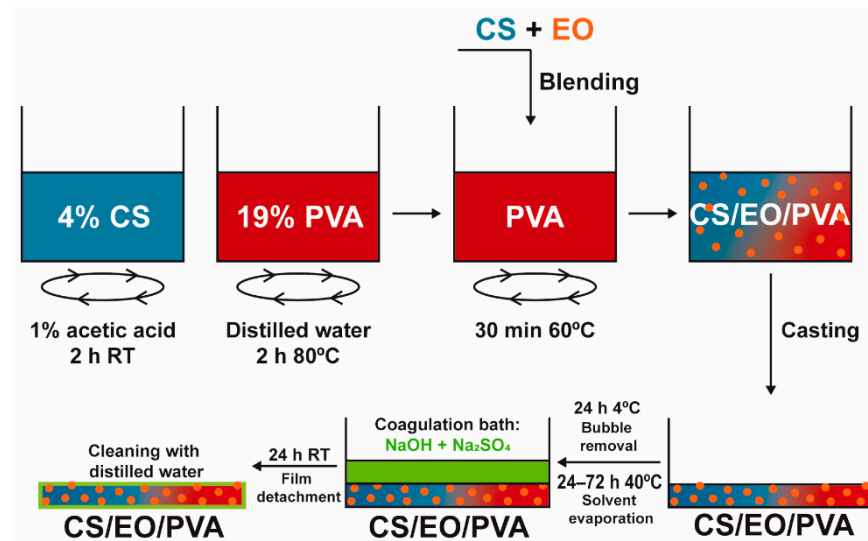 CS + EO
Blending
4% CS
19% PVA
PVA
CS/EO/PVA
1% acetic acid
2 h RT
Distilled water
2 h 80ºC
30 min 60ºC
Casting
24 h 4ºC
Bubble
removal
24–72 h 40ºC
Solvent
evaporation
CS/EO/PVA
Coagulation bath:
NaOH + Na₂SO₄
CS/EO/PVA
24 h RT
Film
detachment
Cleaning with
distilled water
CS/EO/PVA